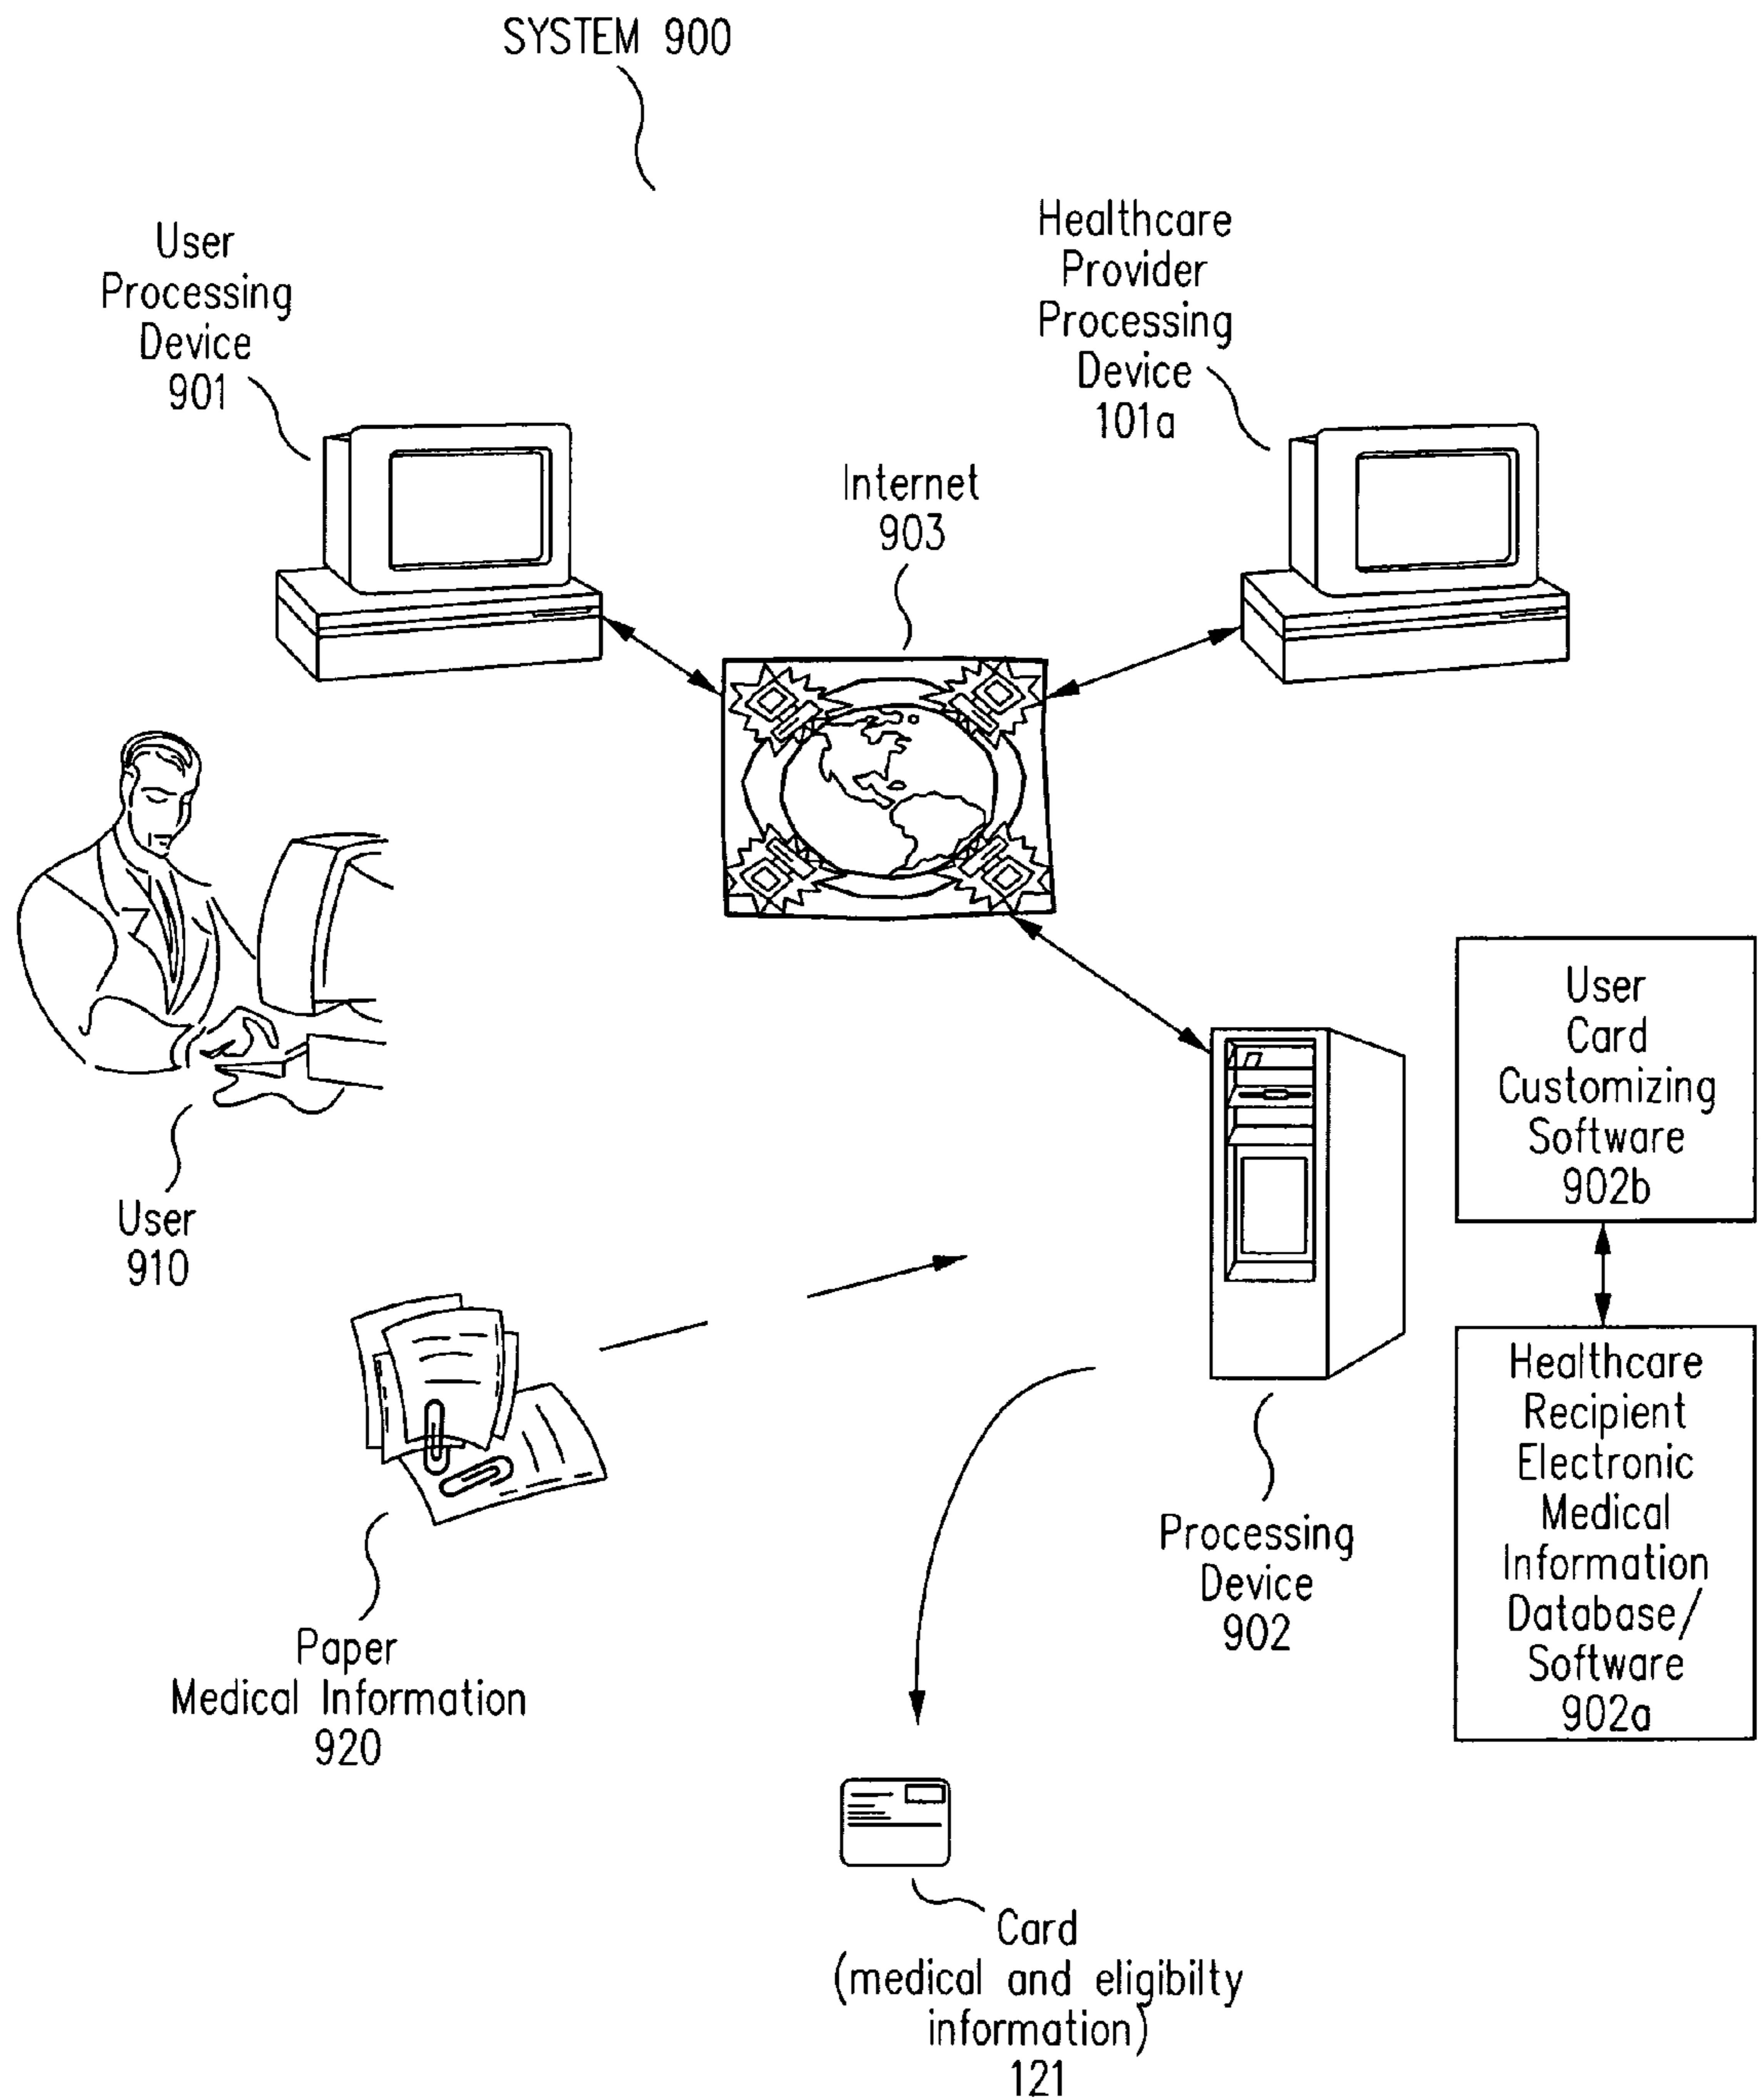 SYSTEM 900
User
Processing
Device
901
Healthcare
Provider
Processing
Device
101a
Internet
903
User
910
User
Card
Customizing
Software
902b
Healthcare
Recipient
Electronic
Medical
Information
Database/
Software
902a
Processing
Device
902
Paper
Medical Information
920
Card
(medical and eligibilty
information)
121